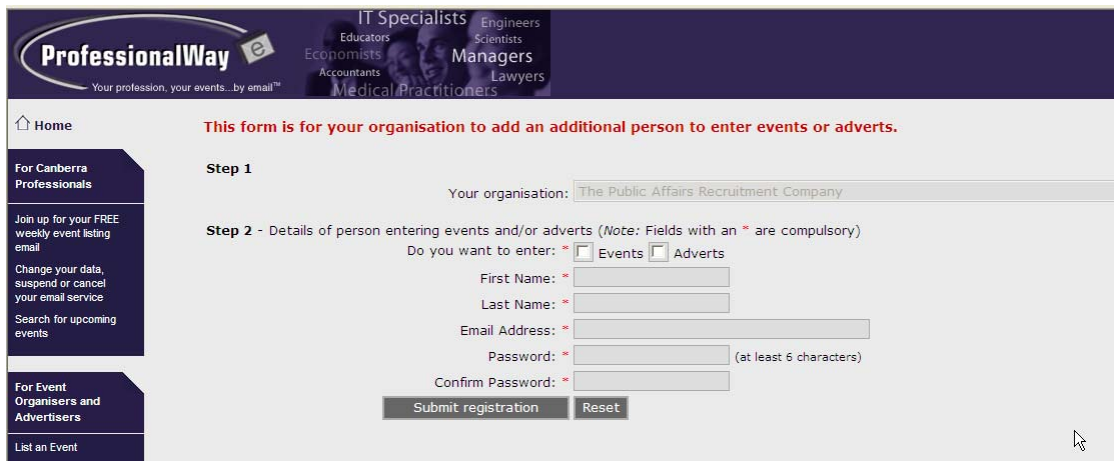 ProfessionalWay e
Your profession, your events...by email™
IT Specialists
Engineers
Educators
Scientists
Economists
Managers
Accountants
Lawyers
Medical Practitioners
Home
For Canberra
Professionals
Join up for your FREE
weekly event listing
email
Change your data,
suspend or cancel
your email service
Search for upcoming
events
For Event
Organisers and
Advertisers
List an Event
This form is for your organisation to add an additional person to enter events or adverts.
Step 1
Your organisation: The Public Affairs Recruitment Company
Step 2 - Details of person entering events and/or adverts (Note: Fields with an * are compulsory)
Do you want to enter: * Events Adverts
First Name: *
Last Name: *
Email Address: *
Password: * (at least 6 characters)
Confirm Password: *
Submit registration Reset